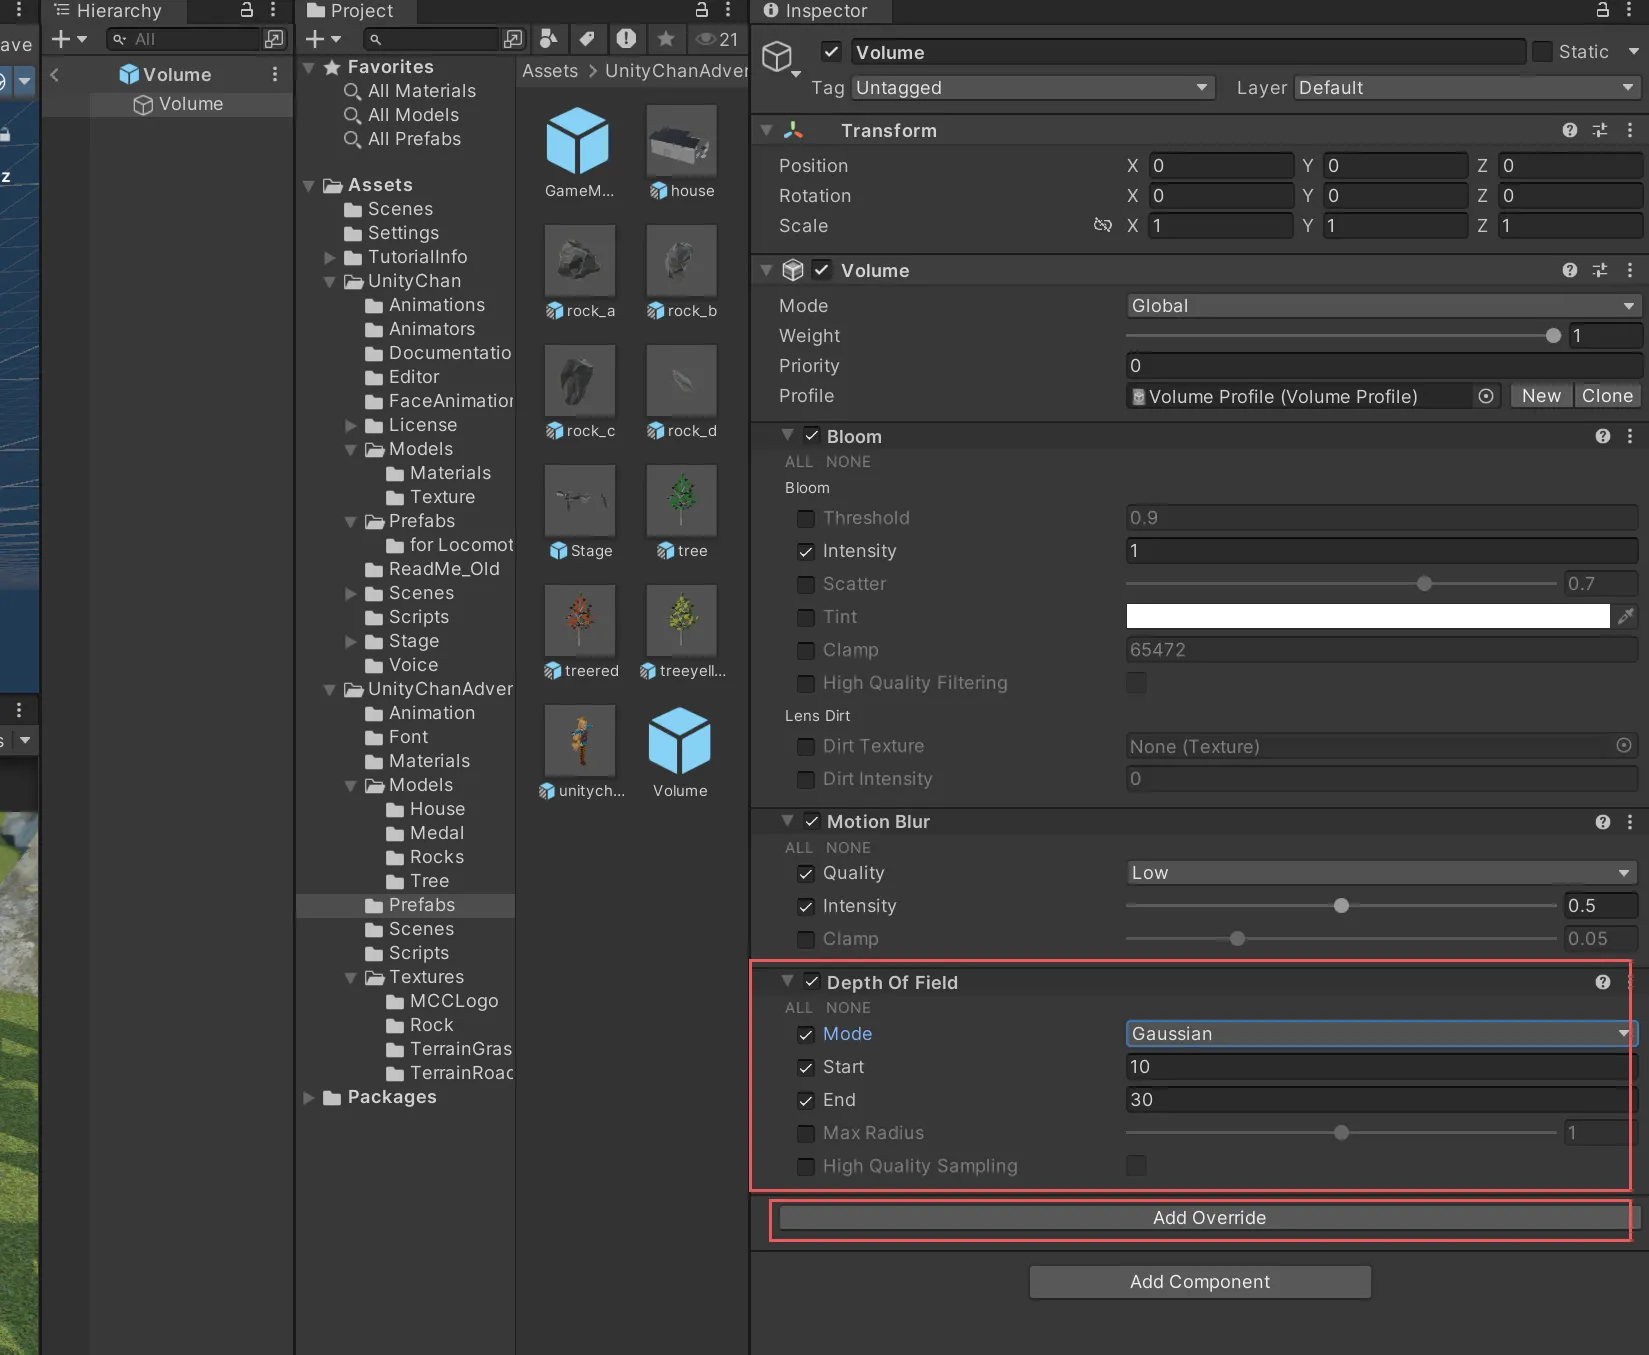 ave
z
s
Hierarchy
All
Volume
Volume
Project
21
Favorites
All Materials
All Models
All Prefabs
Assets
Scenes
Settings
TutorialInfo
UnityChan
Animations
Animators
Documentatio
Editor
FaceAnimation
License
Models
Materials
Texture
Prefabs
for Locomot
ReadMe_Old
Scenes
Scripts
Stage
Voice
UnityChanAdver
Animation
Font
Materials
Models
House
Medal
Rocks
Tree
Prefabs
Scenes
Scripts
Textures
MCCLogo
Rock
TerrainGras
TerrainRoad
Packages
Assets > UnityChanAdver
GameM...
house
rock_a
rock_b
rock_c
rock_d
Stage
tree
treered
treeyell...
unitych...
Volume
Inspector
Volume
Static
Tag Untagged Layer Default
Transform
Position X 0 Y 0 Z 0
Rotation X 0 Y 0 Z 0
Scale X 1 Y 1 Z 1
Volume
Mode Global
Weight 1
Priority 0
Profile Volume Profile (Volume Profile) New Clone
Bloom
ALL NONE
Bloom
Threshold 0.9
Intensity 1
Scatter 0.7
Tint
Clamp 65472
High Quality Filtering
Lens Dirt
Dirt Texture None (Texture)
Dirt Intensity 0
Motion Blur
ALL NONE
Quality Low
Intensity 0.5
Clamp 0.05
Depth Of Field
ALL NONE
Mode Gaussian
Start 10
End 30
Max Radius 1
High Quality Sampling
Add Override
Add Component